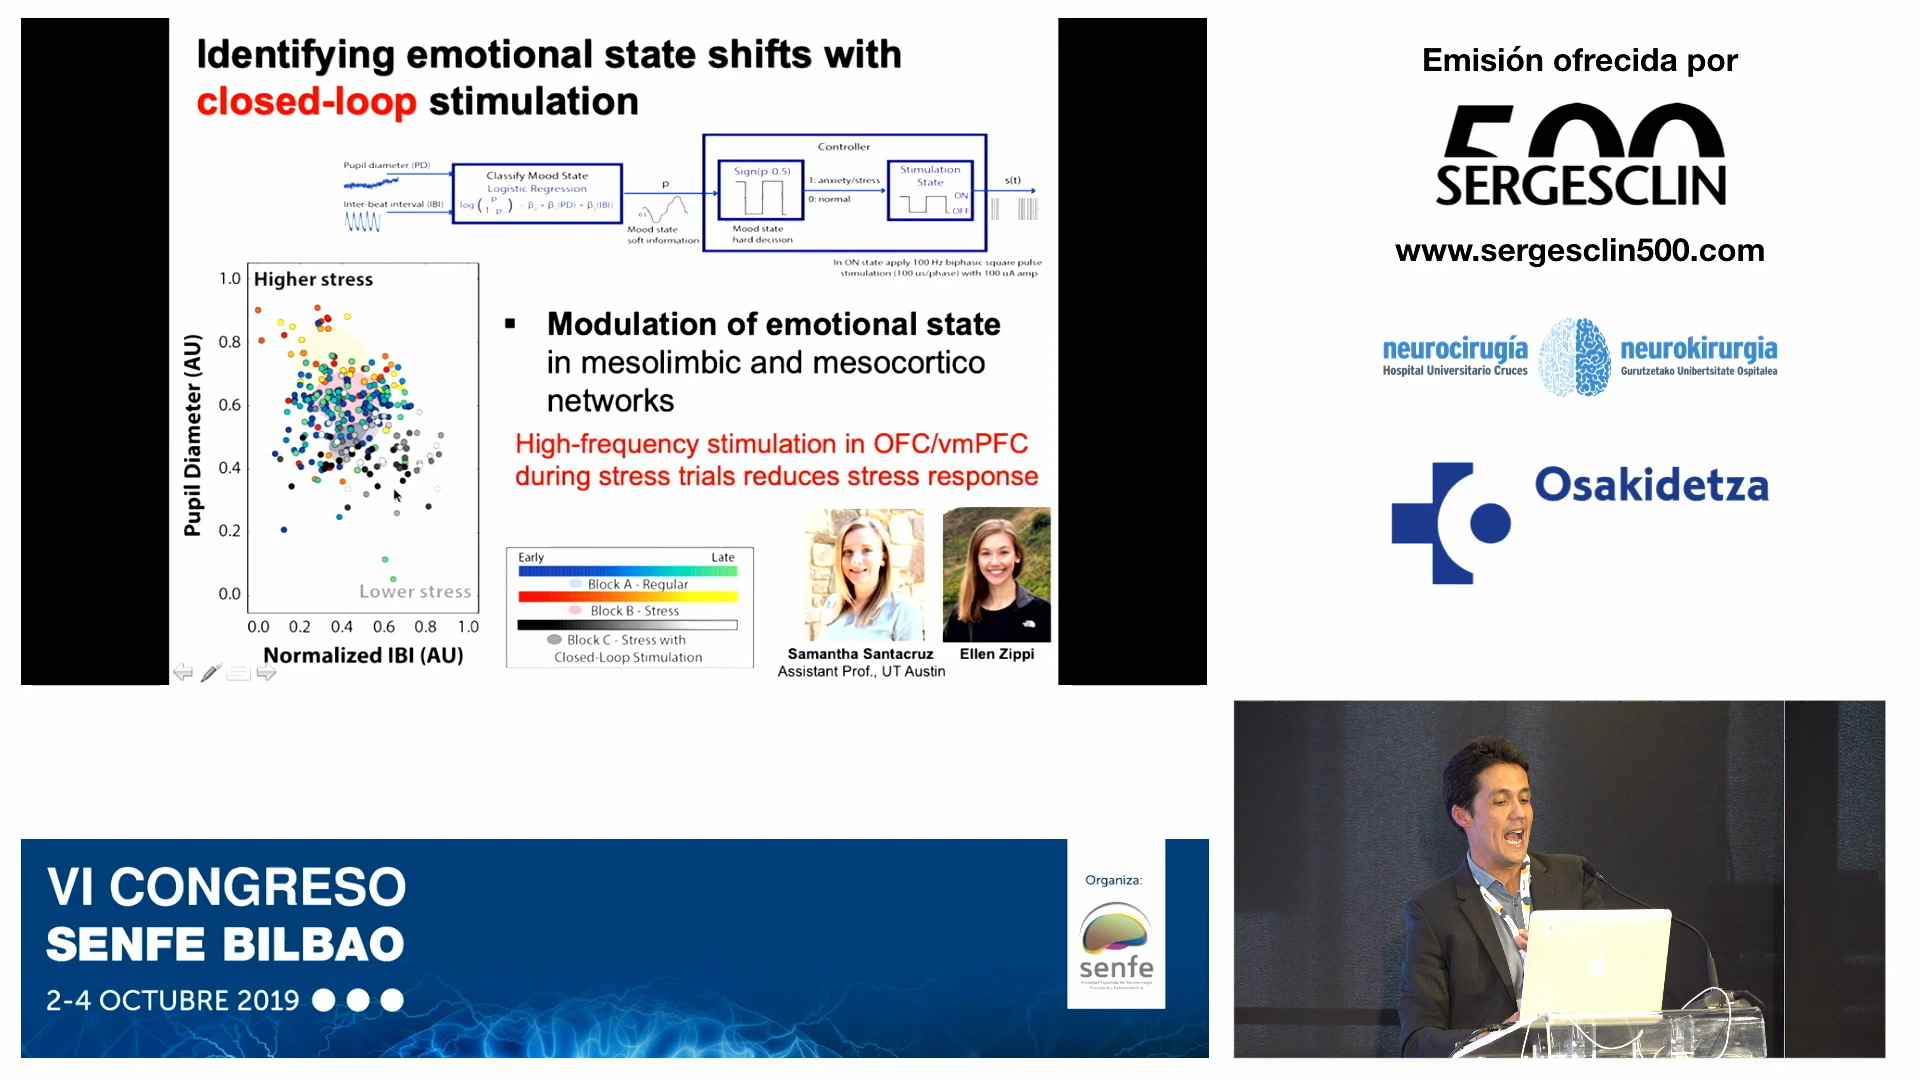 Identifying emotional state shifts with
closed-loop stimulation
Pupil diameter (PD)
Inter-beat interval (IBI)
Classify Mood State
Logistic Regression
p
Mood state
soft information
Controller
Sign(p-0.5)
Mood state
hard decision
1: anxiety/stress
0: normal
Stimulation
State
ON
OFF
s(t)
In ON state apply 100 Hz biphasic square pulse
stimulation (100 us/phase) with 100 uA amp
Higher stress
Lower stress
Pupil Diameter (AU)
1.0
0.8
0.6
0.4
0.2
0.0
0.0 0.2 0.4 0.6 0.8 1.0
Normalized IBI (AU)
▪ Modulation of emotional state
in mesolimbic and mesocortico
networks
High-frequency stimulation in OFC/vmPFC
during stress trials reduces stress response
Early Late
Block A - Regular
Block B - Stress
Block C - Stress with
Closed-Loop Stimulation
Samantha Santacruz
Assistant Prof., UT Austin
Ellen Zippi
Emisión ofrecida por
500
SERGESCLIN
www.sergesclin500.com
neurocirugía
Hospital Universitario Cruces
neurokirurgia
Gurutzetako Unibertsitate Ospitalea
Osakidetza
VI CONGRESO
SENFE BILBAO
2-4 OCTUBRE 2019
Organiza:
senfe